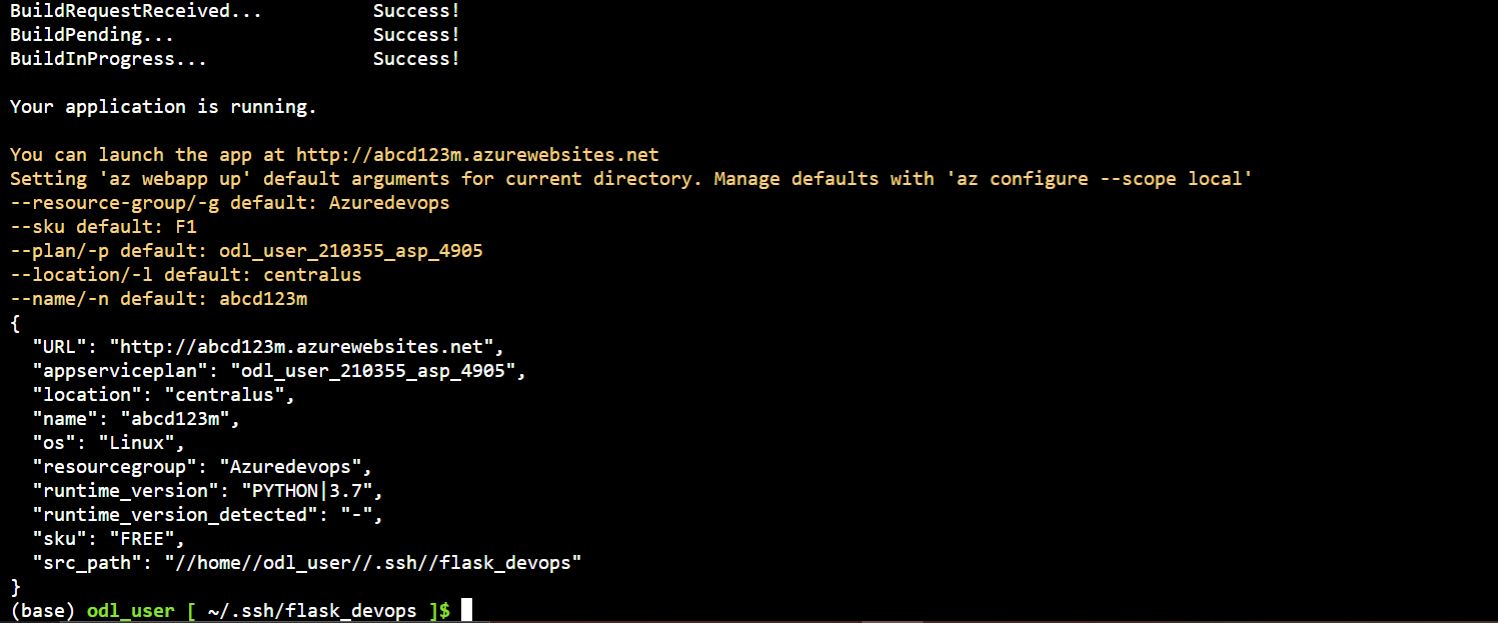 BuildRequestReceived... Success!
BuildPending... Success!
BuildInProgress... Success!
Your application is running.
You can launch the app at http://abcd123m.azurewebsites.net
Setting 'az webapp up' default arguments for current directory. Manage defaults with 'az configure --scope local'
--resource-group/-g default: Azuredevops
--sku default: F1
--plan/-p default: odl_user_210355_asp_4905
--location/-l default: centralus
--name/-n default: abcd123m
{
"URL": "http://abcd123m.azurewebsites.net",
"appserviceplan": "odl_user_210355_asp_4905",
"location": "centralus",
"name": "abcd123m",
"os": "Linux",
"resourcegroup": "Azuredevops",
"runtime_version": "PYTHON|3.7",
"runtime_version_detected": "-",
"sku": "FREE",
"src_path": "//home//odl_user//.ssh//flask_devops"
}
(base) odl_user [ ~/.ssh/flask_devops ]$